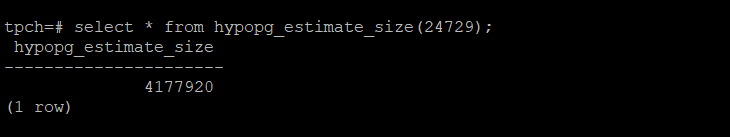 tpch=# select * from hypopg_estimate_size(24729);
 hypopg_estimate_size
----------------------
              4177920
(1 row)